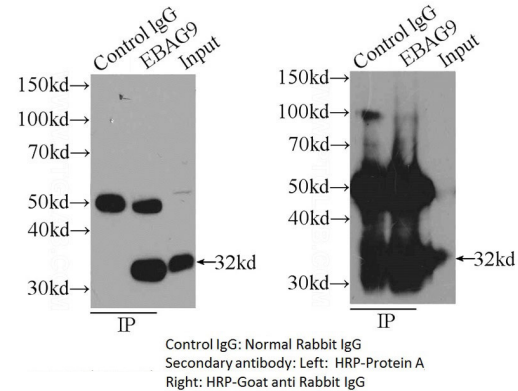 Control IgG
EBAG9
Input
150kd→
100kd→
70kd→
50kd→
40kd→
30kd→
←32kd
IP
Control IgG
EBAG9
Input
150kd→
100kd→
70kd→
50kd→
40kd→
30kd→
←32kd
IP
Control IgG: Normal Rabbit IgG
Secondary antibody: Left: HRP-Protein A
Right: HRP-Goat anti Rabbit IgG